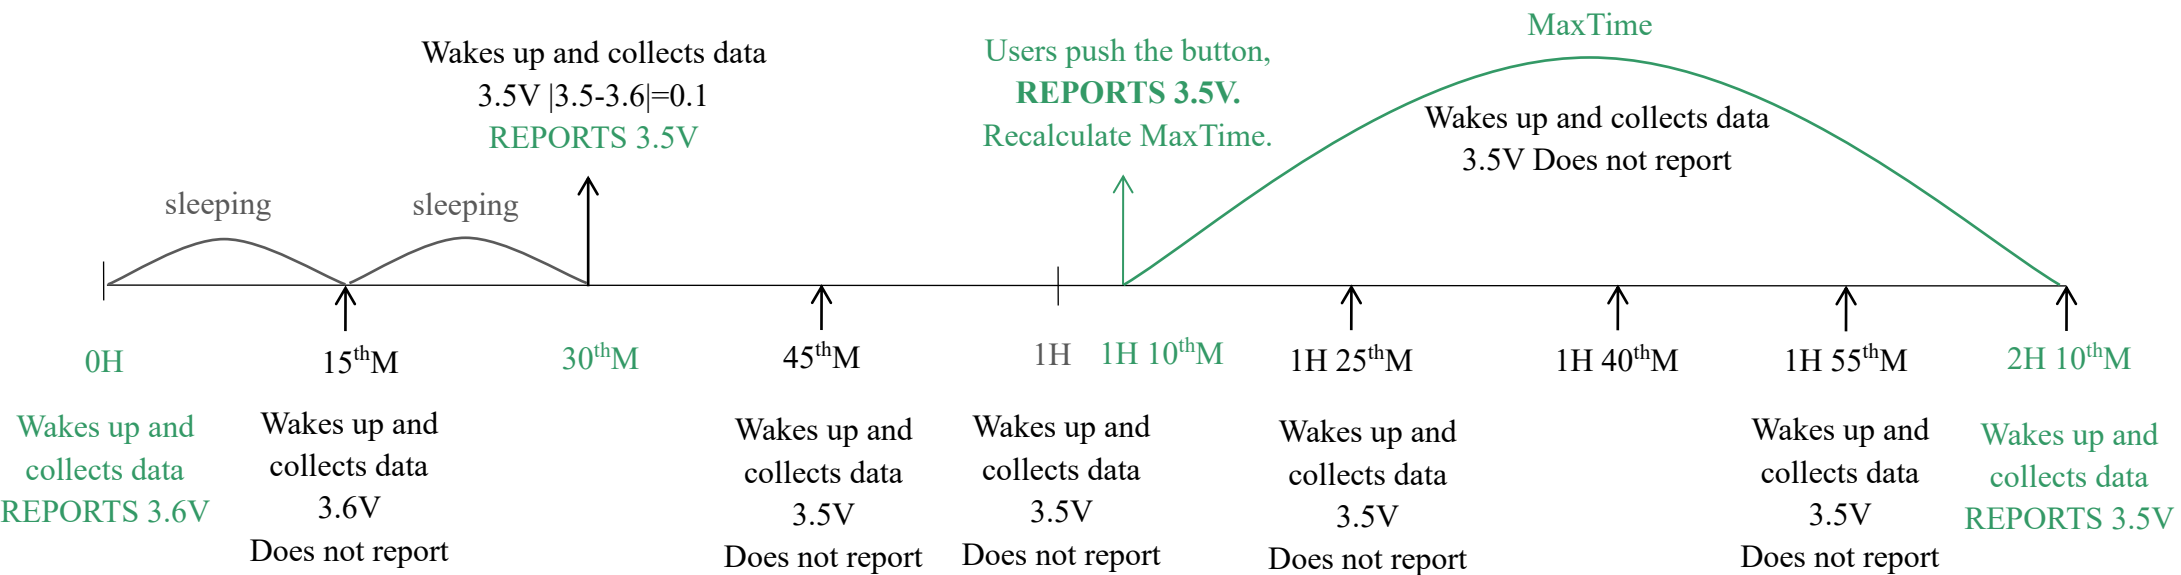 MaxTime
Wakes up and collects data
3.5V |3.5-3.6|=0.1
REPORTS 3.5V
Users push the button,
REPORTS 3.5V.
Recalculate MaxTime.
Wakes up and collects data
3.5V Does not report
sleeping
sleeping
0H
15thM
30thM
45thM
1H
1H 10thM
1H 25thM
1H 40thM
1H 55thM
2H 10thM
Wakes up and
collects data
REPORTS 3.6V
Wakes up and
collects data
3.6V
Does not report
Wakes up and
collects data
3.5V
Does not report
Wakes up and
collects data
3.5V
Does not report
Wakes up and
collects data
3.5V
Does not report
Wakes up and
collects data
3.5V
Does not report
Wakes up and
collects data
REPORTS 3.5V